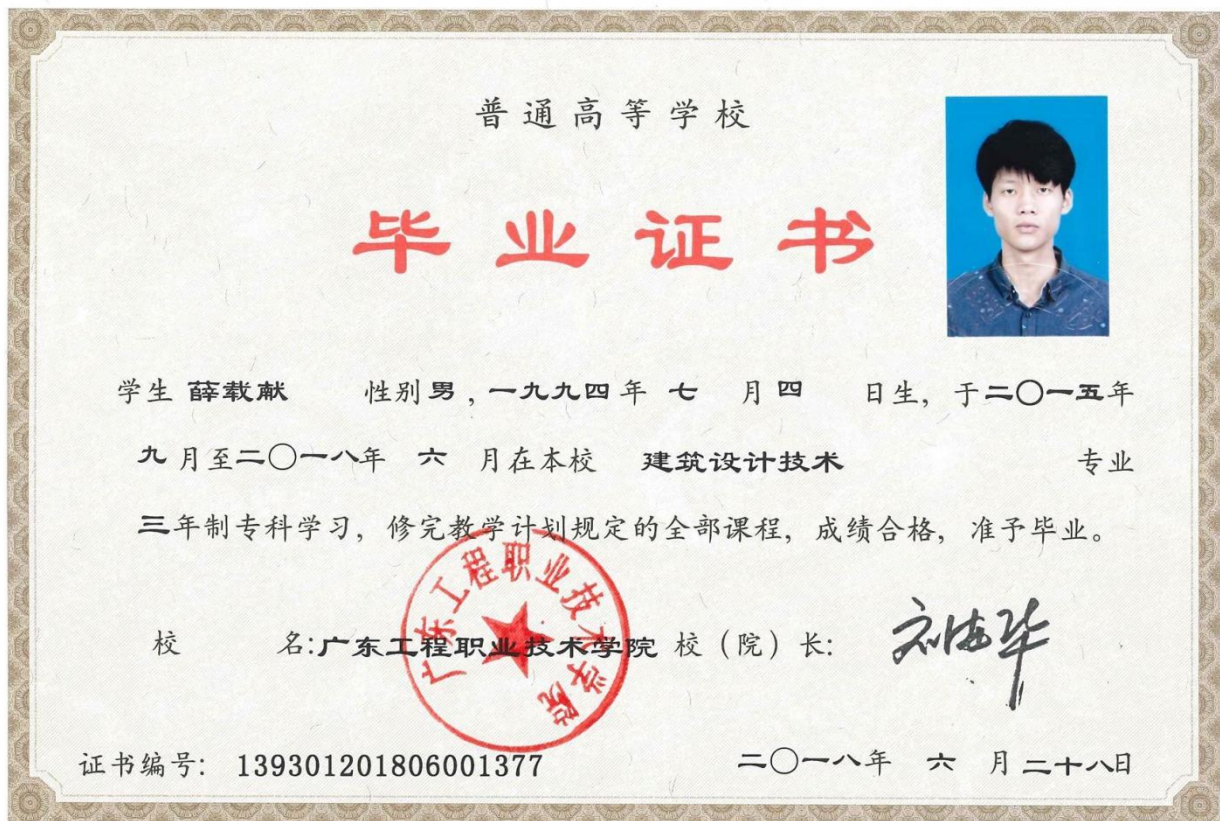 普通高等学校
毕业证书
学生 薛载献 性别男，一九九四年 七 月四 日生，于二〇一五年
九月至二〇一八年 六 月在本校 建筑设计技术 专业
三年制专科学习，修完教学计划规定的全部课程，成绩合格，准予毕业。
校 名:广东工程职业技术学院 校（院）长:
广东工程职业技术学院
证书编号: 139301201806001377 二〇一八年 六 月二十八日